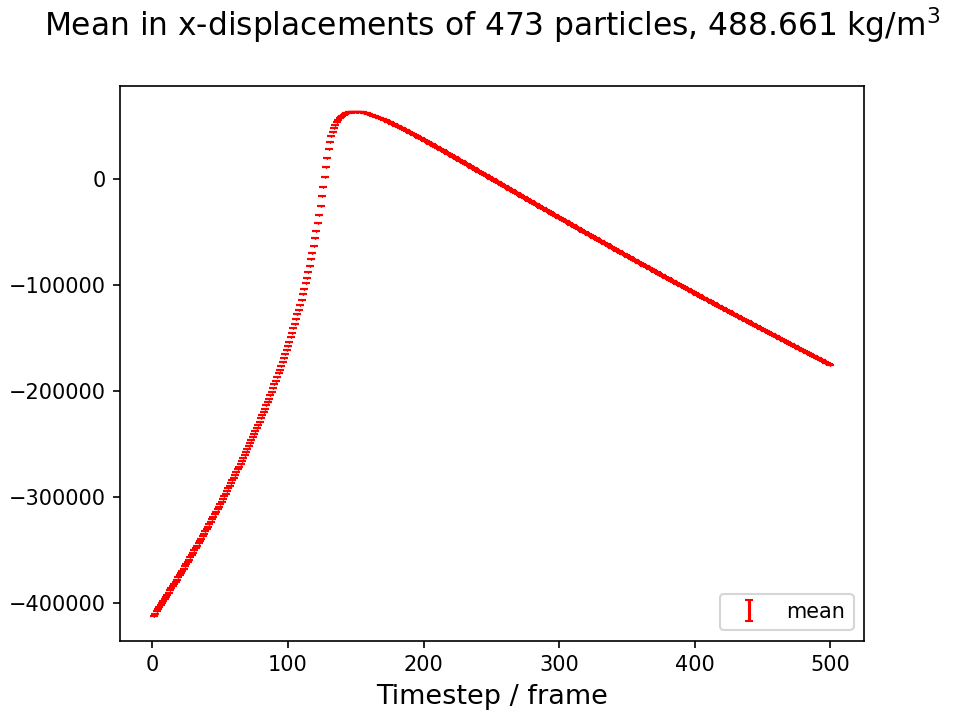 Mean in x-displacements of 473 particles, 488.661 kg/m³
0
−100000
−200000
−300000
−400000
mean
0 100 200 300 400 500
Timestep / frame